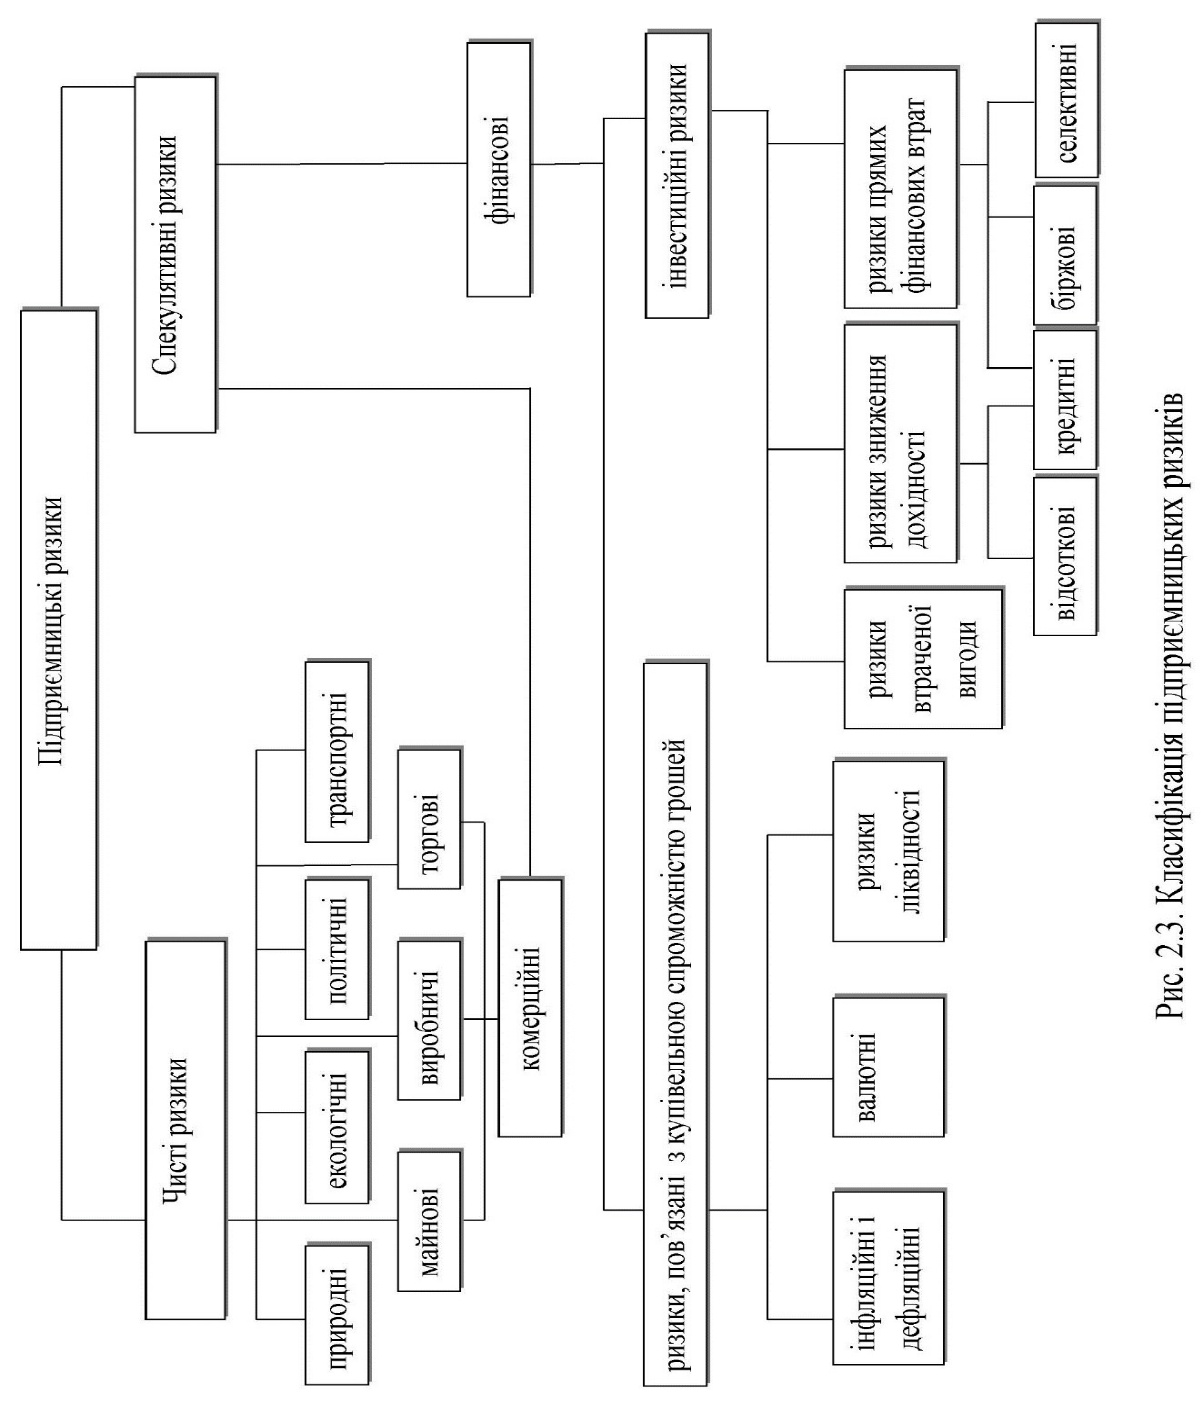 Підприємницькі ризики
Чисті ризики
Спекулятивні ризики
природні
екологічні
політичні
транспортні
майнові
виробничі
торгові
комерційні
фінансові
ризики, пов’язані з купівельною спроможністю грошей
інвестиційні ризики
інфляційні і
дефляційні
валютні
ризики
ліквідності
ризики
втраченої
вигоди
ризики зниження
дохідності
ризики прямих
фінансових втрат
відсоткові
кредитні
біржові
селективні
Рис. 2.3. Класифікація підприємницьких ризиків